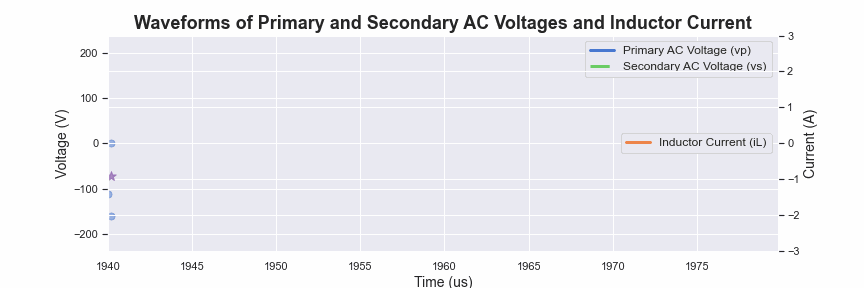 Waveforms of Primary and Secondary AC Voltages and Inductor Current
Primary AC Voltage (vp)
Secondary AC Voltage (vs)
Inductor Current (iL)
Voltage (V)
200
100
0
−100
−200
Current (A)
3
2
1
0
−1
−2
−3
1940 1945 1950 1955 1960 1965 1970 1975
Time (us)